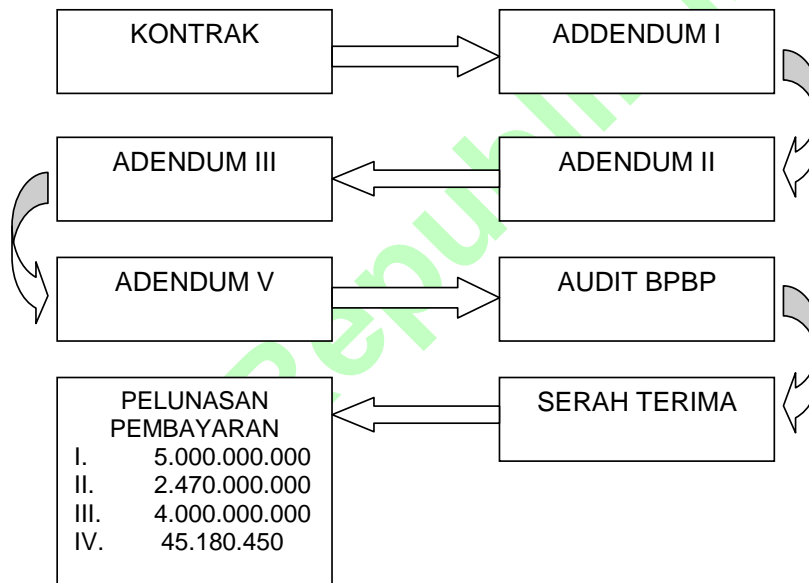 KONTRAK
ADDENDUM I
ADENDUM III
ADENDUM II
ADENDUM V
AUDIT BPBP
PELUNASAN
PEMBAYARAN
I. 5.000.000.000
II. 2.470.000.000
III. 4.000.000.000
IV. 45.180.450
SERAH TERIMA
Republik